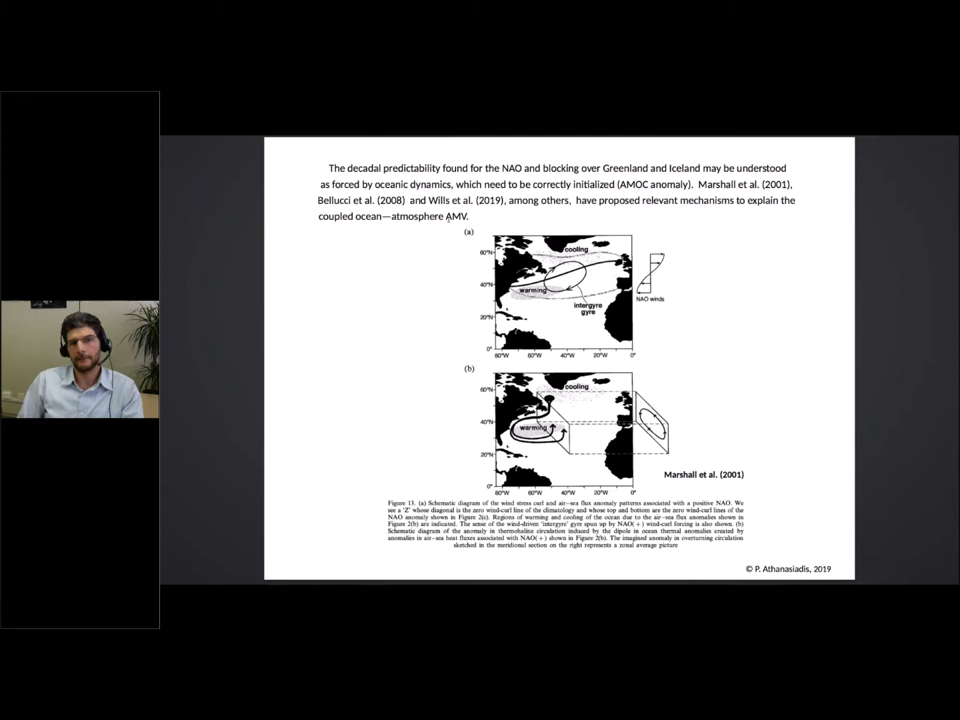 The decadal predictability found for the NAO and blocking over Greenland and Iceland may be understood
as forced by oceanic dynamics, which need to be correctly initialized (AMOC anomaly). Marshall et al. (2001),
Bellucci et al. (2008) and Wills et al. (2019), among others, have proposed relevant mechanisms to explain the
coupled ocean—atmosphere AMV.
(a)
cooling
60°N
40°N
20°N
0°
warming
intergyre
gyre
NAO winds
80°W 60°W 40°W 20°W 0°
(b)
cooling
60°N
40°N
20°N
0°
warming
80°W 60°W 40°W 20°W 0°
Marshall et al. (2001)
Figure 13. (a) Schematic diagram of the wind stress curl and air–sea flux anomaly patterns associated with a positive NAO. We
see a 'Z' whose diagonal is the zero wind-curl line of the climatology and whose top and bottom are the zero wind-curl lines of the
NAO anomaly shown in Figure 2(c). Regions of warming and cooling of the ocean due to the air–sea flux anomalies shown in
Figure 2(b) are indicated. The sense of the wind-driven 'intergyre' gyre spun up by NAO(+) wind-curl forcing is also shown. (b)
Schematic diagram of the anomaly in thermohaline circulation induced by the dipole in ocean thermal anomalies created by
anomalies in air–sea heat fluxes associated with NAO(+) shown in Figure 2(b). The imagined anomaly in overturning circulation
sketched in the meridional section on the right represents a zonal average picture
© P. Athanasiadis, 2019